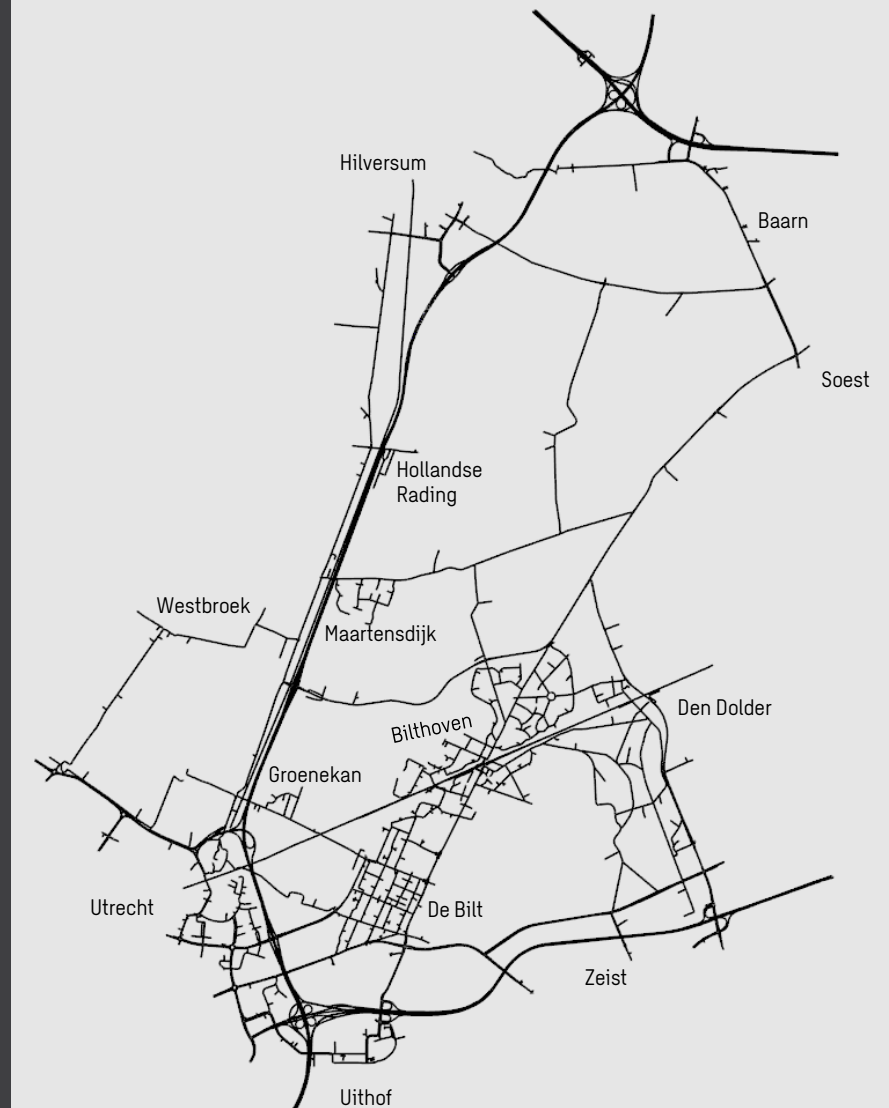 Hilversum
Baarn
Soest
Hollandse
Rading
Westbroek
Maartensdijk
Den Dolder
Bilthoven
Groenekan
Utrecht
De Bilt
Zeist
Uithof